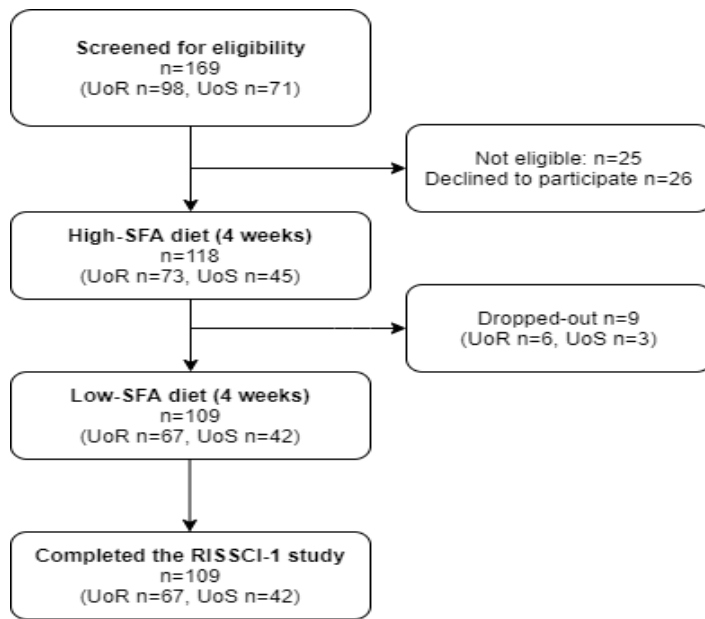 Screened for eligibility
n=169
(UoR n=98, UoS n=71)
Not eligible: n=25
Declined to participate n=26
High-SFA diet (4 weeks)
n=118
(UoR n=73, UoS n=45)
Dropped-out n=9
(UoR n=6, UoS n=3)
Low-SFA diet (4 weeks)
n=109
(UoR n=67, UoS n=42)
Completed the RISSCI-1 study
n=109
(UoR n=67, UoS n=42)